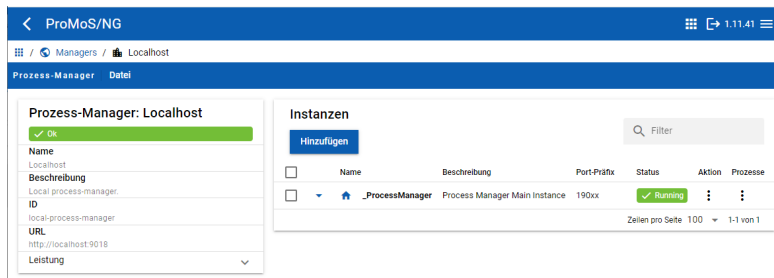 ProMoS/NG
1.11.41
/ Managers / Localhost
Prozess-Manager Datei
Prozess-Manager: Localhost
Ok
Name
Localhost
Beschreibung
Local process-manager.
ID
local-process-manager
URL
http://localhost:9018
Leistung
Instanzen
Hinzufügen
Filter
Name Beschreibung Port-Präfix Status Aktion Prozesse
_ProcessManager Process Manager Main Instance 190xx Running
Zeilen pro Seite 100 1-1 von 1